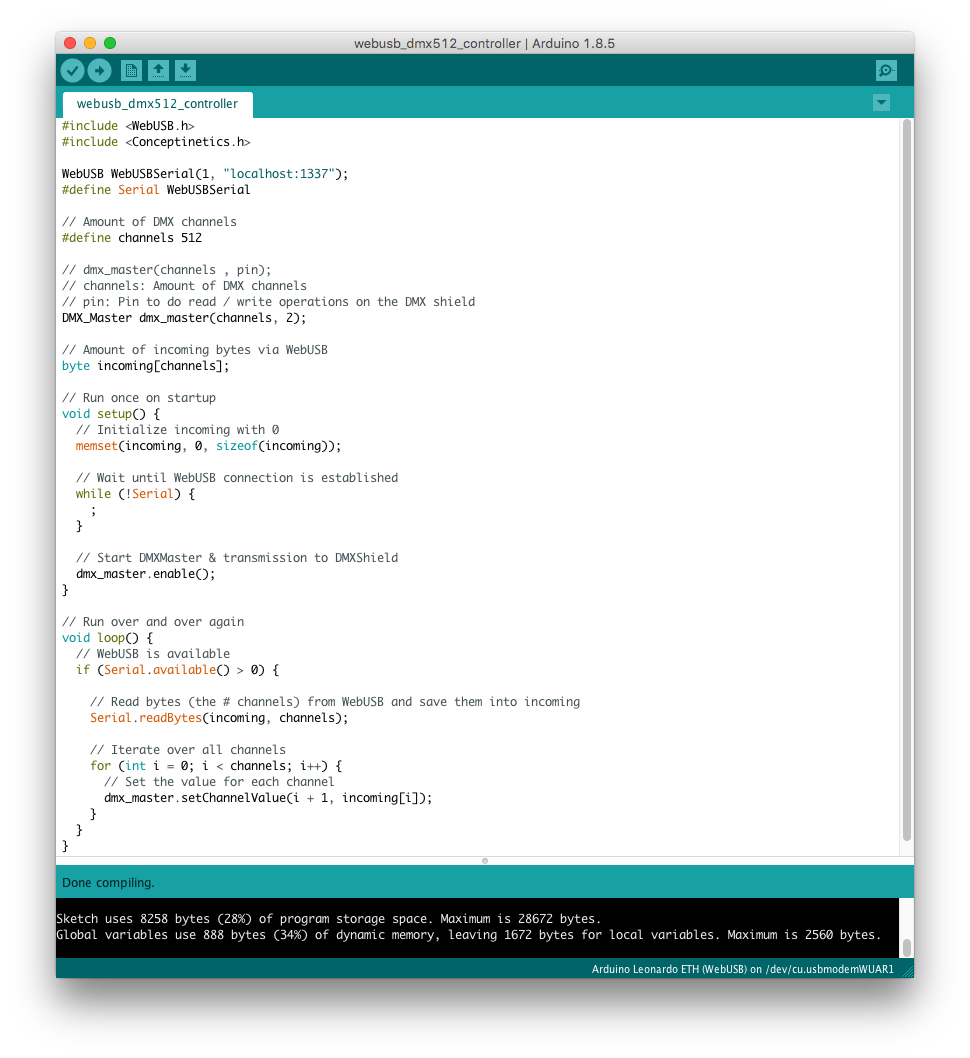 webusb_dmx512_controller | Arduino 1.8.5
webusb_dmx512_controller
#include <WebUSB.h>
#include <Conceptinetics.h>

WebUSB WebUSBSerial(1, "localhost:1337");
#define Serial WebUSBSerial

// Amount of DMX channels
#define channels 512

// dmx_master(channels , pin);
// channels: Amount of DMX channels
// pin: Pin to do read / write operations on the DMX shield
DMX_Master dmx_master(channels, 2);

// Amount of incoming bytes via WebUSB
byte incoming[channels];

// Run once on startup
void setup() {
  // Initialize incoming with 0
  memset(incoming, 0, sizeof(incoming));

  // Wait until WebUSB connection is established
  while (!Serial) {
    ;
  }

  // Start DMXMaster & transmission to DMXShield
  dmx_master.enable();
}

// Run over and over again
void loop() {
  // WebUSB is available
  if (Serial.available() > 0) {

    // Read bytes (the # channels) from WebUSB and save them into incoming
    Serial.readBytes(incoming, channels);

    // Iterate over all channels
    for (int i = 0; i < channels; i++) {
      // Set the value for each channel
      dmx_master.setChannelValue(i + 1, incoming[i]);
    }
  }
}
Done compiling.
Sketch uses 8258 bytes (28%) of program storage space. Maximum is 28672 bytes.
Global variables use 888 bytes (34%) of dynamic memory, leaving 1672 bytes for local variables. Maximum is 2560 bytes.
Arduino Leonardo ETH (WebUSB) on /dev/cu.usbmodemWUAR1